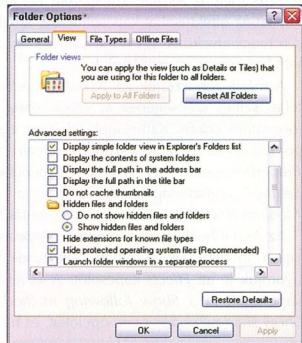 Folder Options
General View File Types Offline Files
Folder views
You can apply the view (such as Details or Tiles) that
you are using for this folder to all folders.
Apply to All Folders Reset All Folders
Advanced settings:
Display simple folder view in Explorer's Folders list
Display the contents of system folders
Display the full path in the address bar
Display the full path in the title bar
Do not cache thumbnails
Hidden files and folders
Do not show hidden files and folders
Show hidden files and folders
Hide extensions for known file types
Hide protected operating system files (Recommended)
Launch folder windows in a separate process
Restore Defaults
OK Cancel Apply